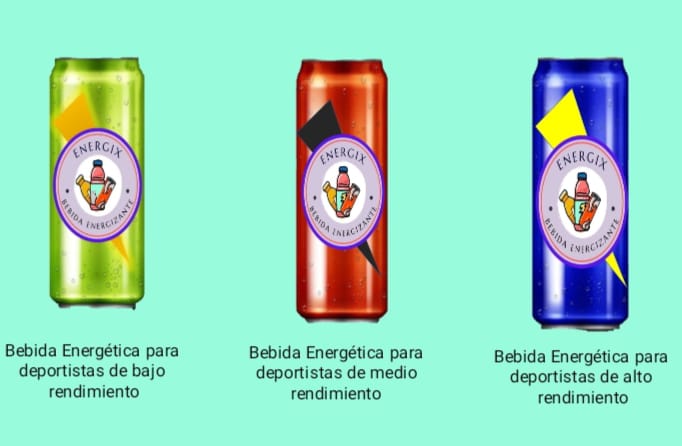 ENERGIX
BEBIDA ENERGIZANTE
ENERGIX
BEBIDA ENERGIZANTE
ENERGIX
BEBIDA ENERGIZANTE
Bebida Energética para
deportistas de bajo
rendimiento
Bebida Energética para
deportistas de medio
rendimiento
Bebida Energética para
deportistas de alto
rendimiento